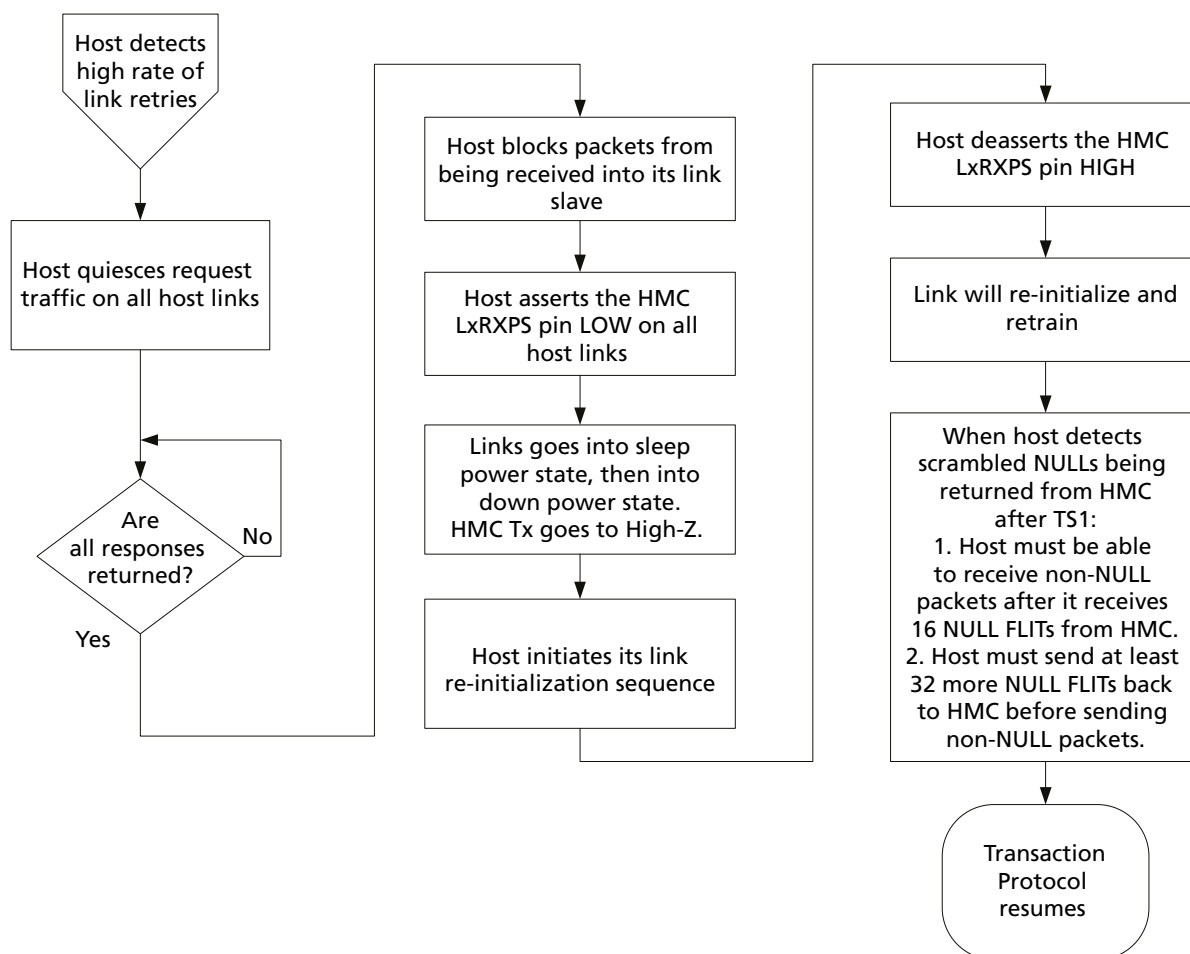 Host detects
high rate of
link retries
Host quiesces request
traffic on all host links
Are
all responses
returned?
No
Yes
Host blocks packets from
being received into its link
slave
Host asserts the HMC
LxRXPS pin LOW on all
host links
Links goes into sleep
power state, then into
down power state.
HMC Tx goes to High-Z.
Host initiates its link
re-initialization sequence
Host deasserts the HMC
LxRXPS pin HIGH
Link will re-initialize and
retrain
When host detects
scrambled NULLs being
returned from HMC
after TS1:
1. Host must be able
to receive non-NULL
packets after it receives
16 NULL FLITs from HMC.
2. Host must send at least
32 more NULL FLITs back
to HMC before sending
non-NULL packets.
Transaction
Protocol
resumes